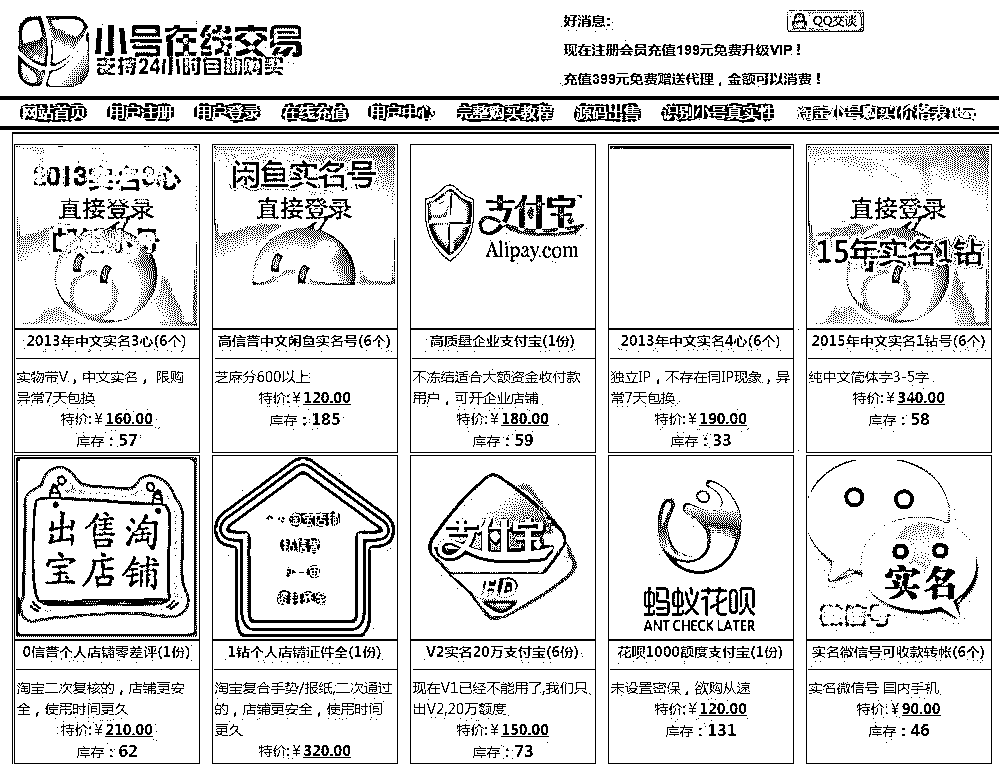 小号在线交易
支持24小时自助购买
好消息：
QQ交谈
现在注册会员充值199元免费升级VIP！
充值399元免费赠送代理，金额可以消费！
网站首页 用户注册 用户登录 在线充值 用户中心 完整购买教程 源码出售 识别小号真实性 淘宝小号购买价格表
2013实名3心
直接登录
闲鱼实名号
直接登录
支付宝
Alipay.com
直接登录
15年实名1钻
2013年中文实名3心(6个)
高信誉中文闲鱼实名号(6个)
高质量企业支付宝(1份)
2013年中文实名4心(6个)
2015年中文实名1钻号(6个)
实物带V，中文实名， 限购
异常7天包换
特价:￥160.00
库存：57
芝麻分600以上
特价:￥120.00
库存：185
不冻结适合大额资金收付款
用户，可开企业店铺
特价:￥180.00
库存：59
独立IP，不存在同IP现象，异
常7天包换
特价:￥190.00
库存：33
纯中文简体字3-5字
特价:￥340.00
库存：58
出售淘
宝店铺
支付宝
蚂蚁花呗
ANT CHECK LATER
实名
0信誉个人店铺零差评(1份)
1钻个人店铺证件全(1份)
V2实名20万支付宝(6份)
花呗1000额度支付宝(1份)
实名微信号可收款转帐(6个)
淘宝二次复核的，店铺更安
全，使用时间更久
特价:￥210.00
库存：62
淘宝复合手势/报纸,二次通过
的，店铺更安全，使用时间
更久
特价:￥320.00
现在V1已经不能用了,我们只
出V2,20万额度
特价:￥150.00
库存：73
未设置密保，欲购从速
特价:￥120.00
库存：131
实名微信号 国内手机
特价:￥90.00
库存：46